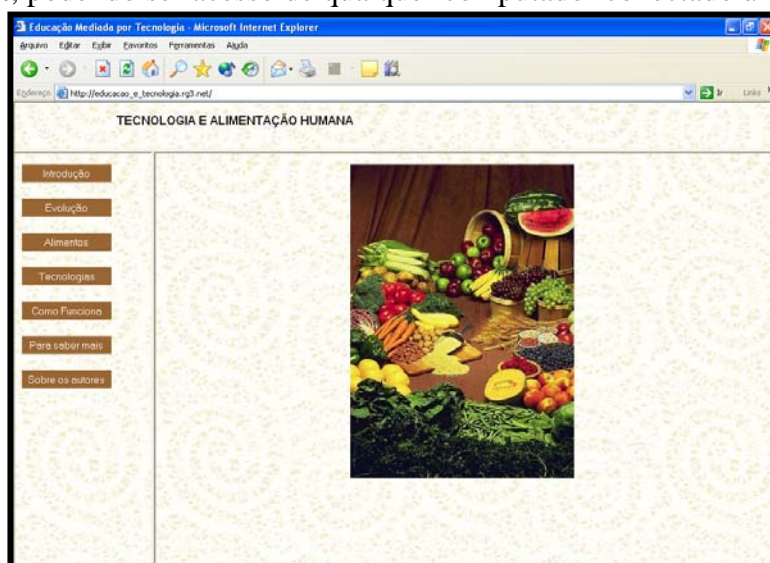 podendo ser acesso de qualquer computador conectado a
Educação Mediada por Tecnologia - Microsoft Internet Explorer
Arquivo Editar Exibir Favoritos Ferramentas Ajuda
Endereço http://educacao_e_tecnologia.rg3.net/ Ir Links
TECNOLOGIA E ALIMENTAÇÃO HUMANA
Introdução
Evolução
Alimentos
Tecnologias
Como Funciona
Para saber mais
Sobre os autores